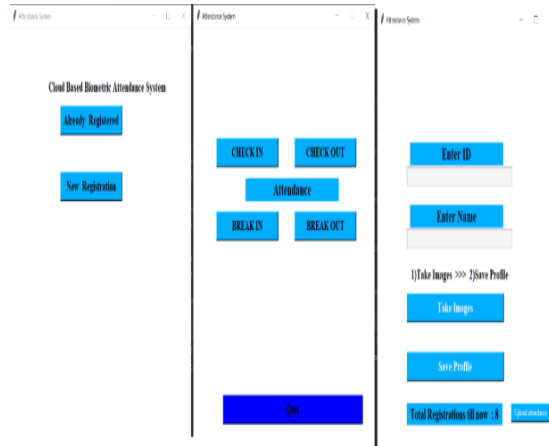 Attendance System
Cloud Based Biometric Attendance System
Already Registered
New Registration
Attendance System
CHECK IN
CHECK OUT
Attendance
BREAK IN
BREAK OUT
Quit
Attendance System
Enter ID
Enter Name
1)Take Images >>> 2)Save Profile
Take Images
Save Profile
Total Registrations till now : 8
Upload attendance